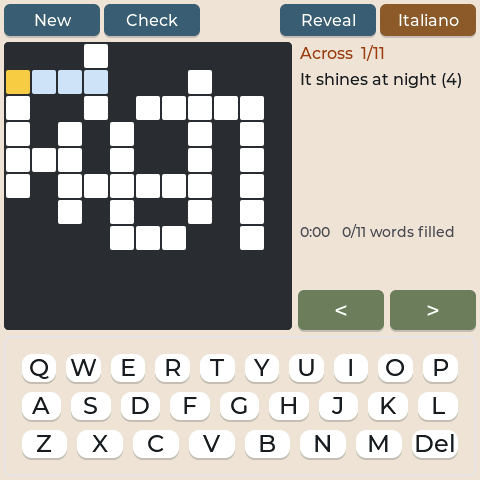 New Check Reveal Italiano
Across 1/11
It shines at night (4)
0:00 0/11 words filled
< >
Q W E R T Y U I O P
A S D F G H J K L
Z X C V B N M Del